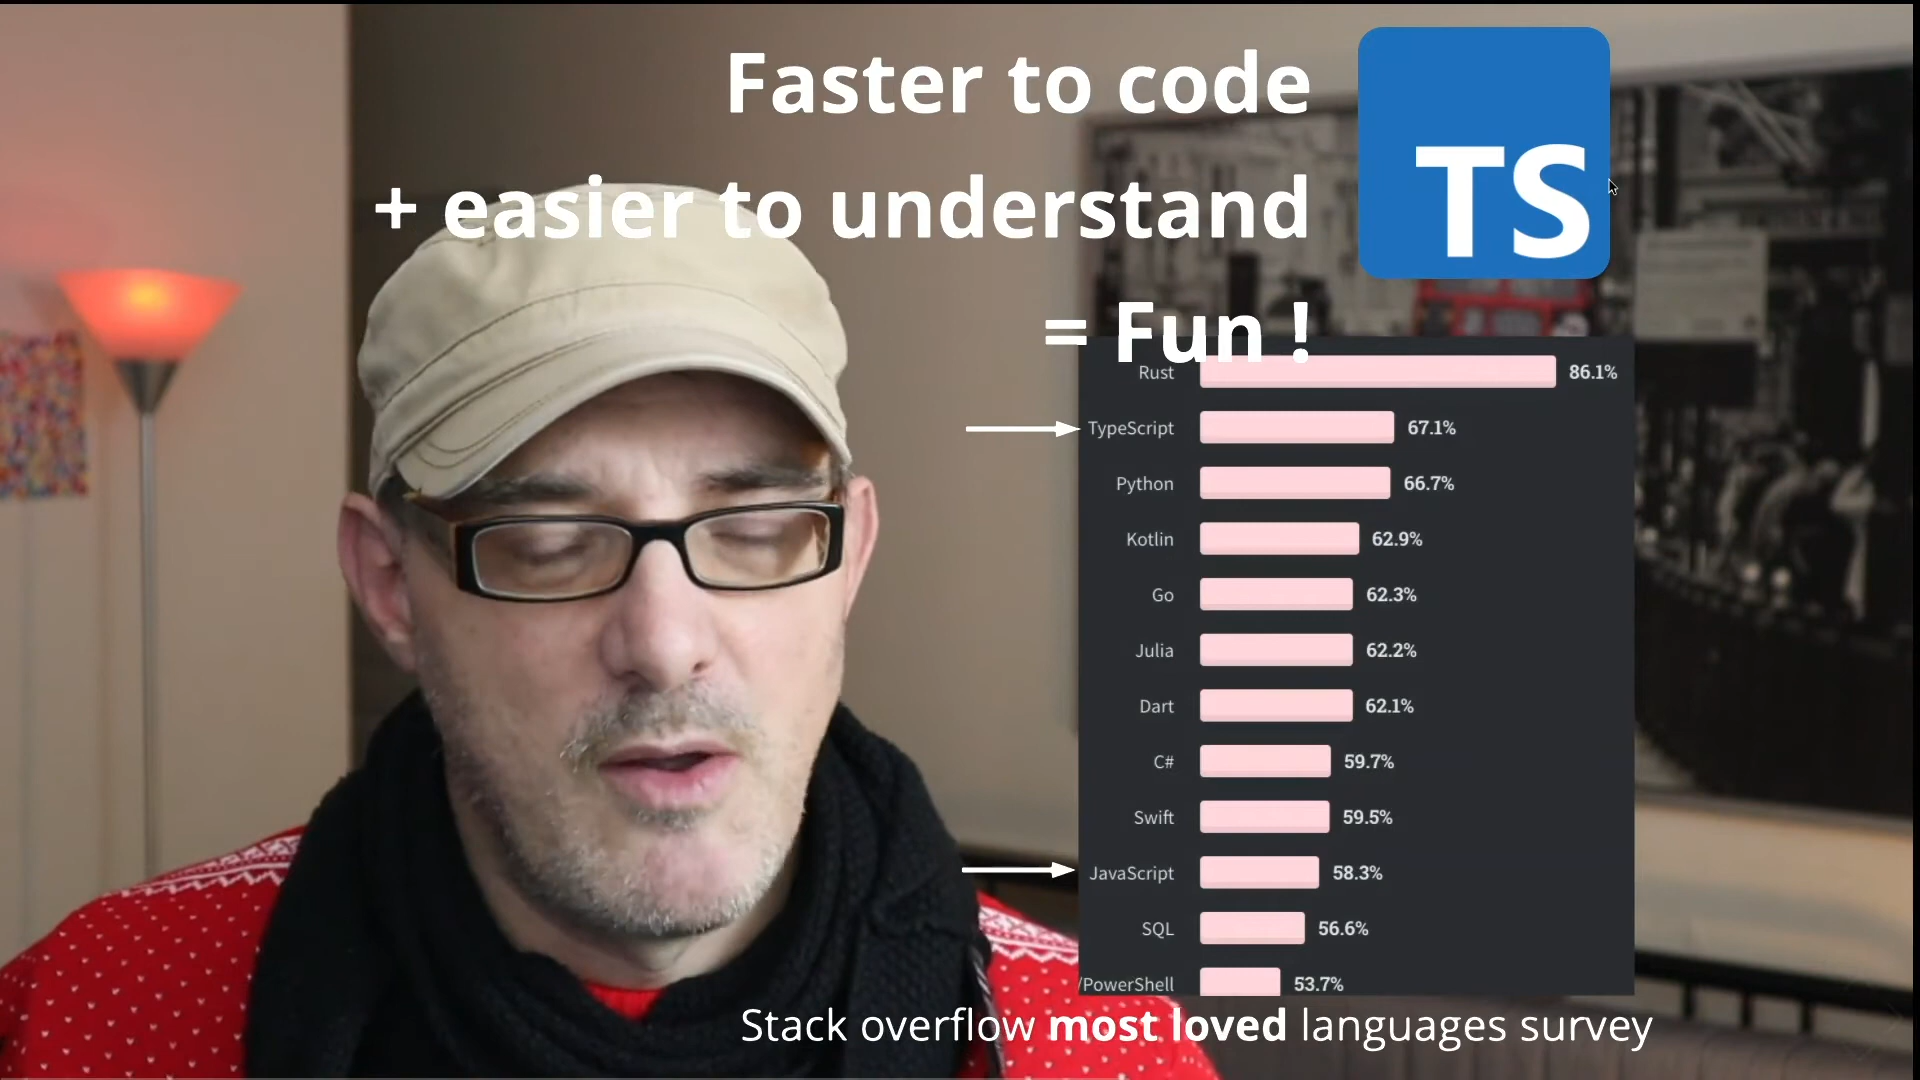 Faster to code
+ easier to understand
= Fun !
TS
Rust 86.1%
TypeScript 67.1%
Python 66.7%
Kotlin 62.9%
Go 62.3%
Julia 62.2%
Dart 62.1%
C# 59.7%
Swift 59.5%
JavaScript 58.3%
SQL 56.6%
/PowerShell 53.7%
Stack overflow most loved languages survey